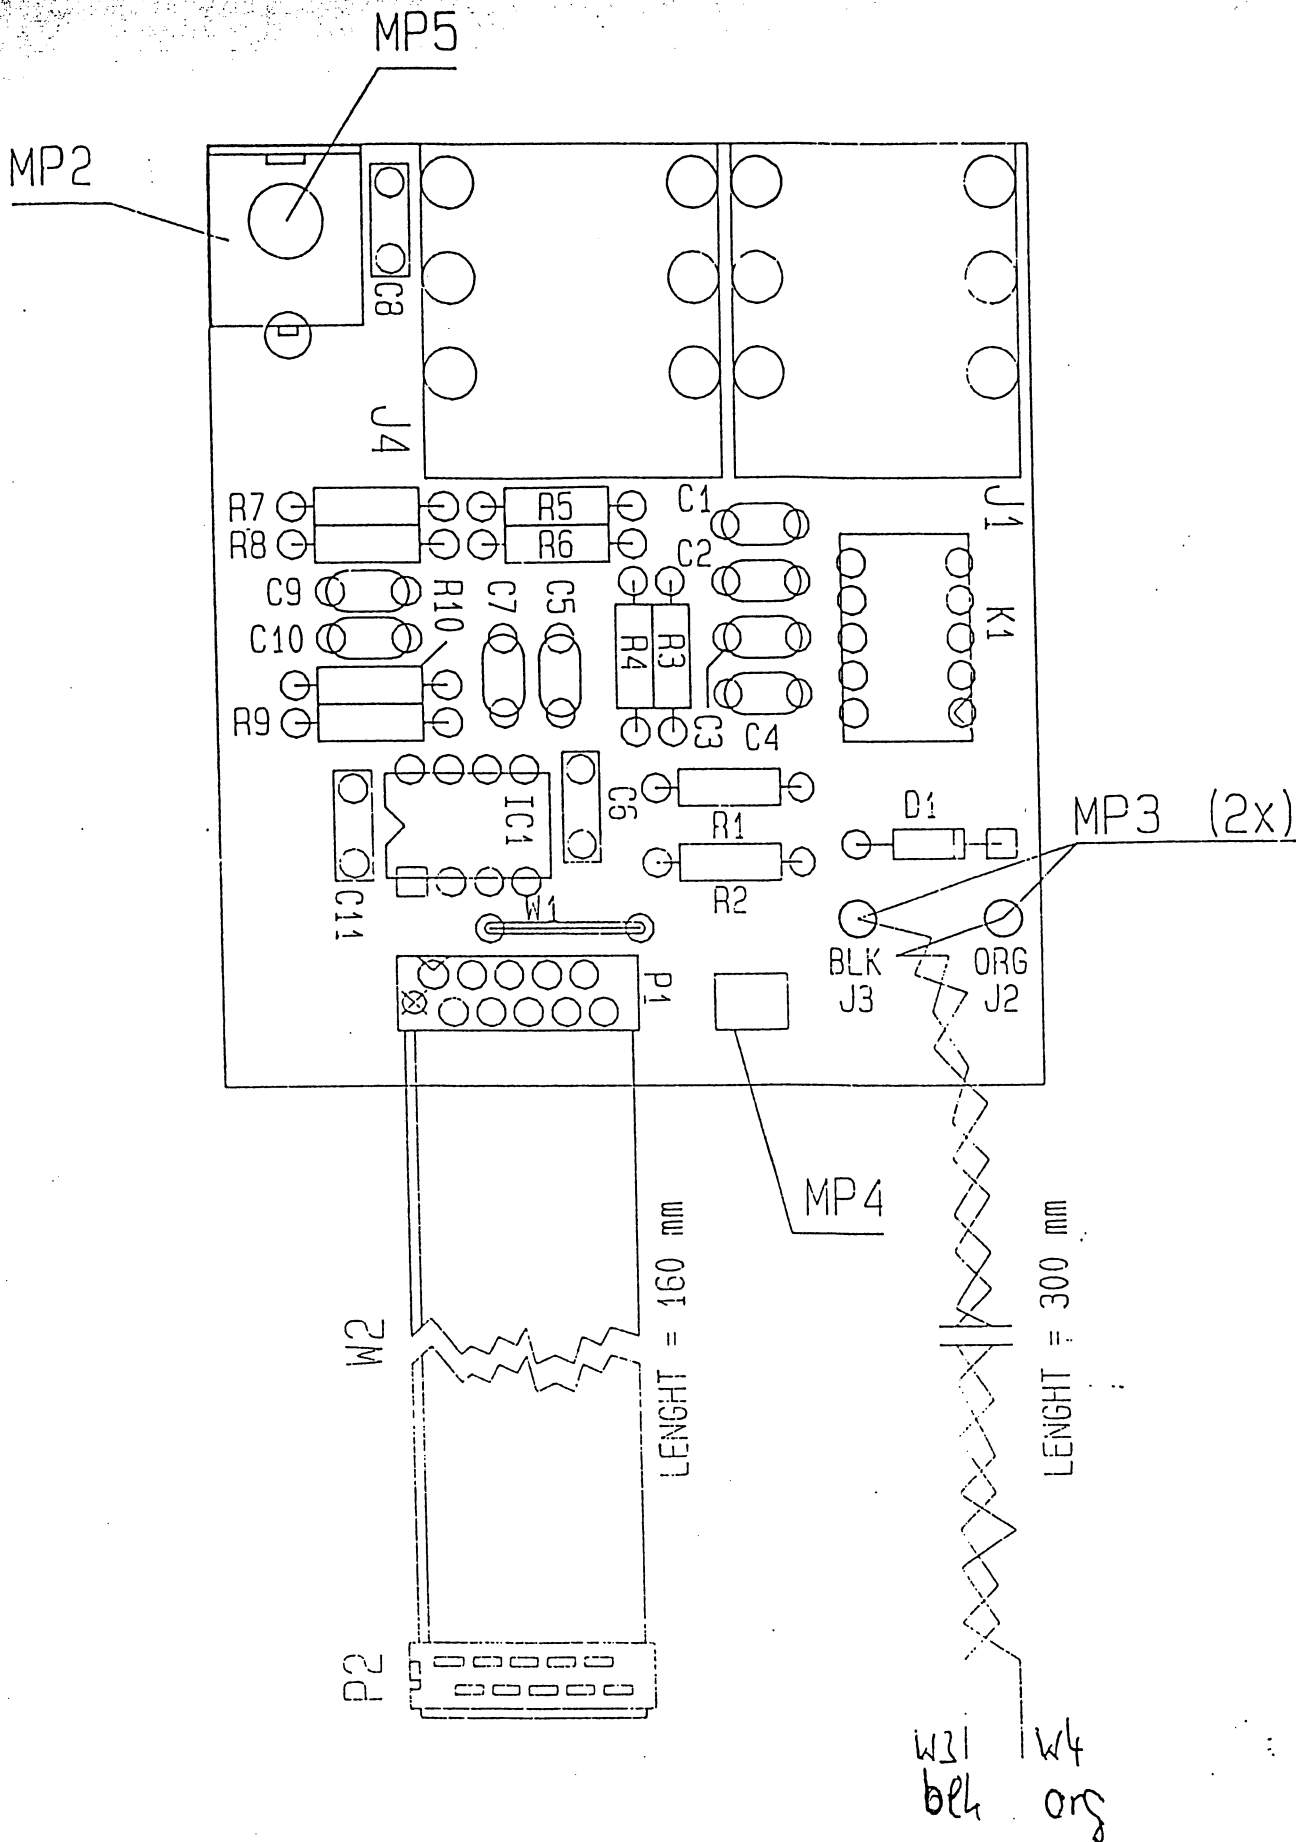 MP5
MP2
C8
J4
J1
R7
R5
C1
R8
R6
C2
C9
R10
C7
C5
K1
C10
R4
R3
R9
C3
C4
IC1
C6
R1
D1
MP3 (2x)
C11
W1
R2
P1
BLK
J3
ORG
J2
MP4
W2
LENGHT = 160 mm
LENGHT = 300 mm
P2
W3
W4
blk
org